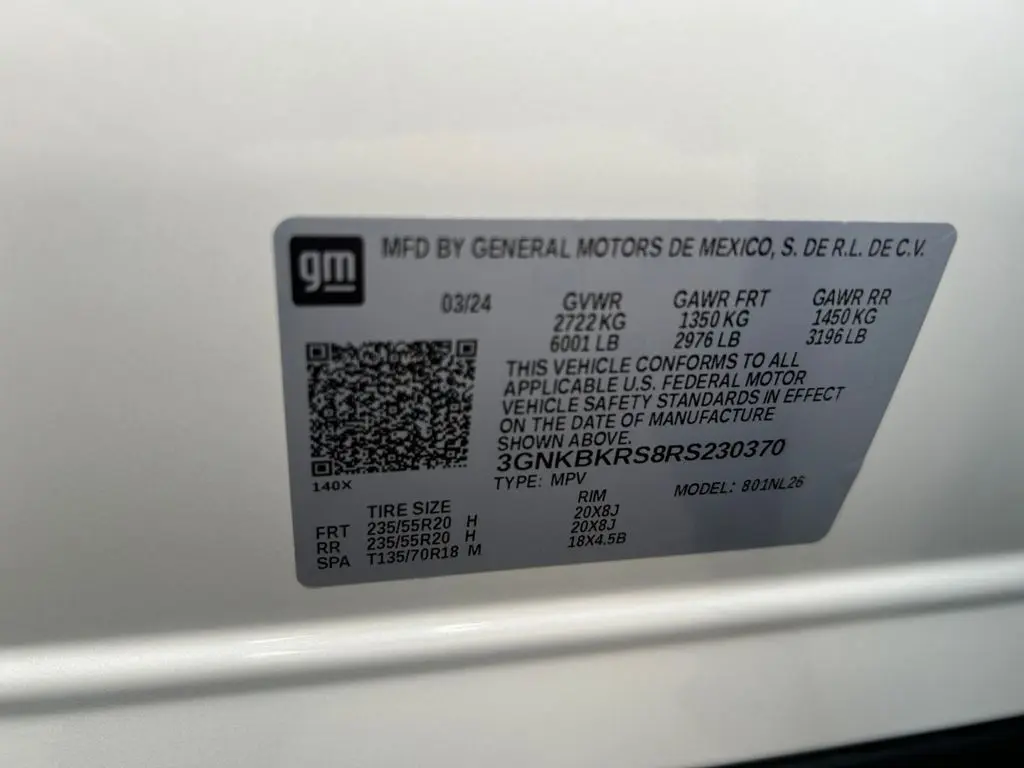 gm
MFD BY GENERAL MOTORS DE MEXICO, S. DE R.L. DE C.V.
03/24 GVWR GAWR FRT GAWR RR
2722 KG 1350 KG 1450 KG
6001 LB 2976 LB 3196 LB
THIS VEHICLE CONFORMS TO ALL
APPLICABLE U.S. FEDERAL MOTOR
VEHICLE SAFETY STANDARDS IN EFFECT
ON THE DATE OF MANUFACTURE
SHOWN ABOVE.
3GNKBKRS8RS230370
140X
TYPE: MPV MODEL: 801NL26
TIRE SIZE RIM
FRT 235/55R20 H 20X8J
RR 235/55R20 H 20X8J
SPA T135/70R18 M 18X4.5B